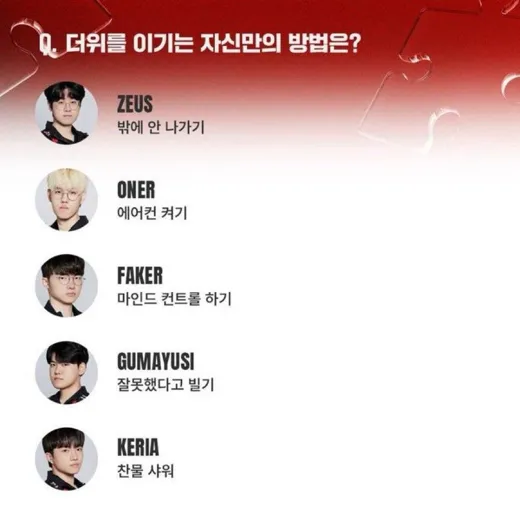 Q. 더위를 이기는 자신만의 방법은?
ZEUS
밖에 안 나가기
ONER
에어컨 켜기
FAKER
마인드 컨트롤 하기
GUMAYUSI
잘못했다고 빌기
KERIA
찬물 샤워